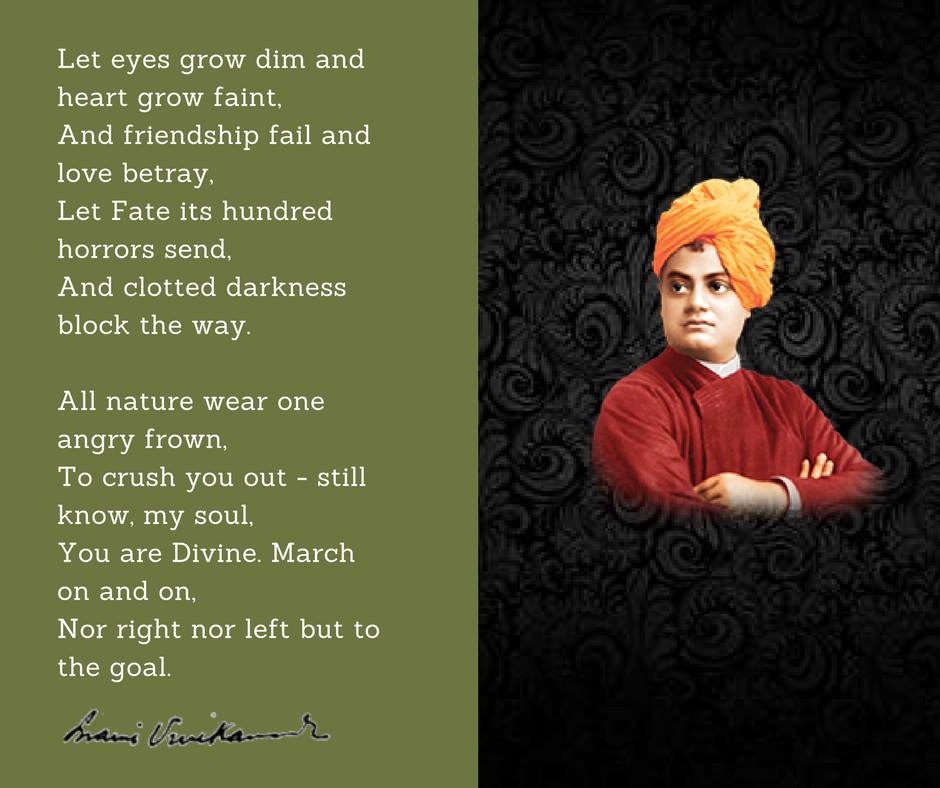 Let eyes grow dim and
heart grow faint,
And friendship fail and
love betray,
Let Fate its hundred
horrors send,
And clotted darkness
block the way.
All nature wear one
angry frown,
To crush you out - still
know, my soul,
You are Divine. March
on and on,
Nor right nor left but to
the goal.
Swami Vivekananda